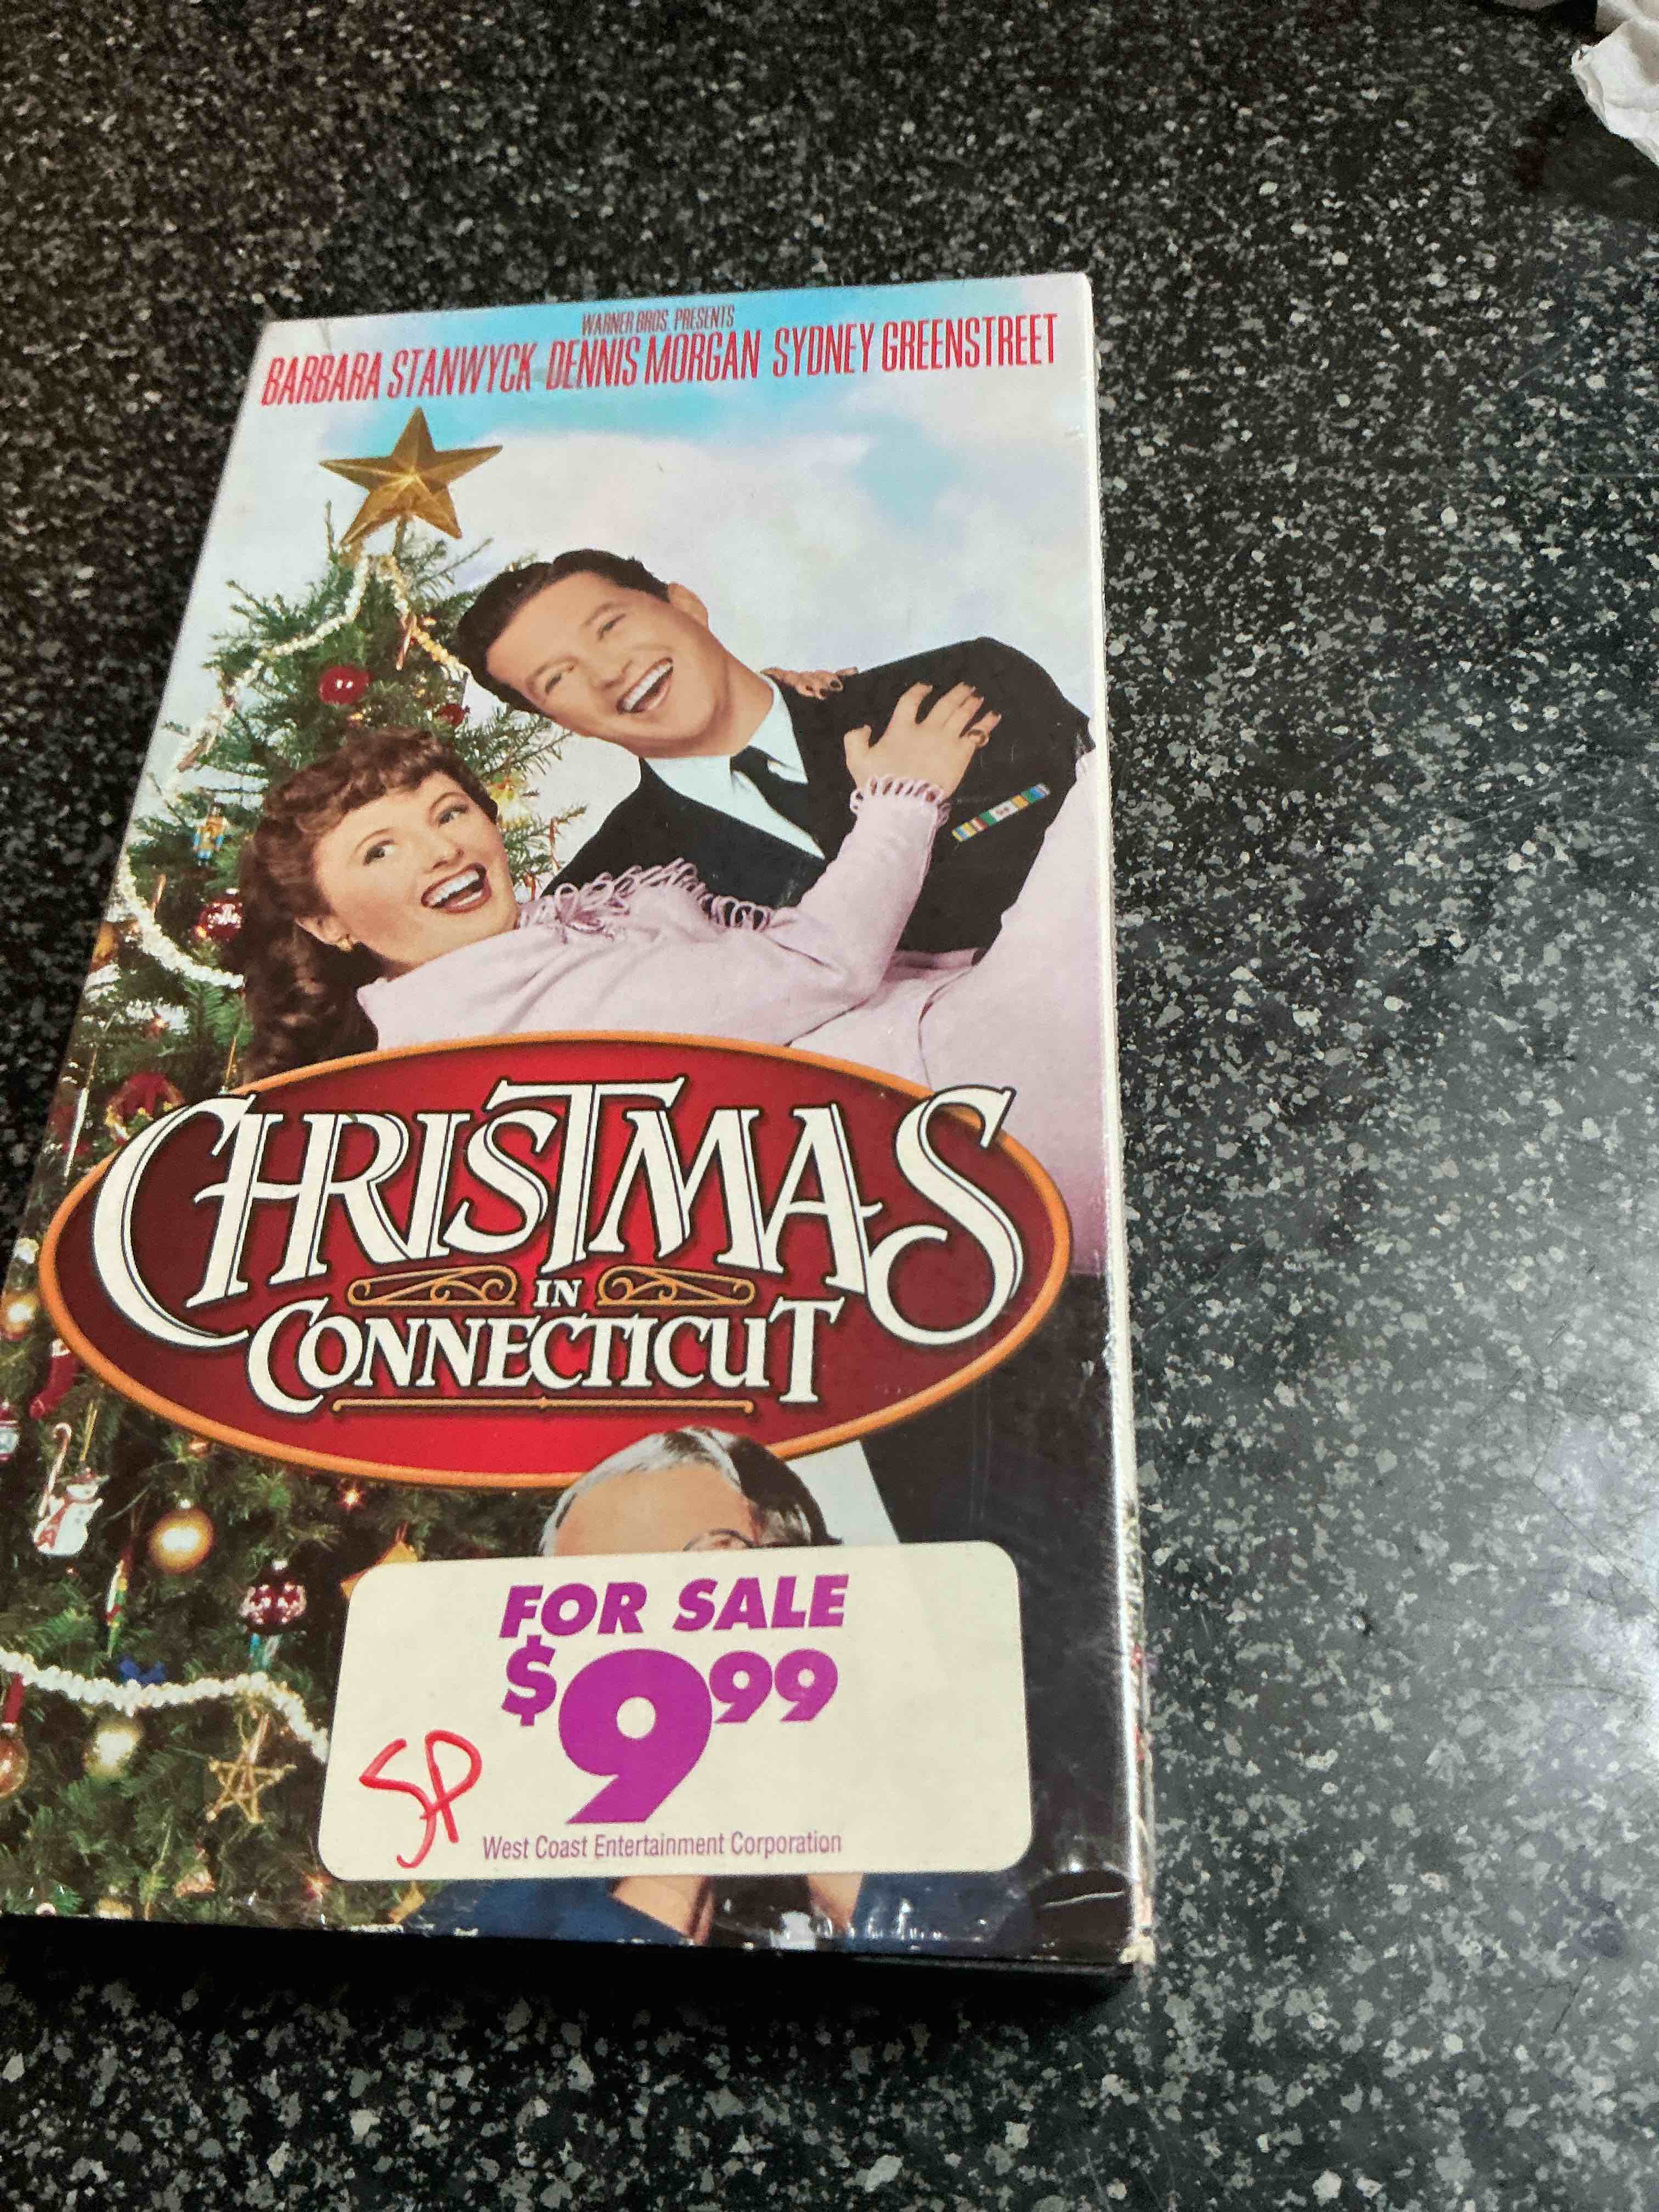 WARNER BROS. PRESENTS
BARBARA STANWYCK DENNIS MORGAN SYDNEY GREENSTREET
CHRISTMAS
IN
CONNECTICUT
FOR SALE
$9.99
SP
West Coast Entertainment Corporation